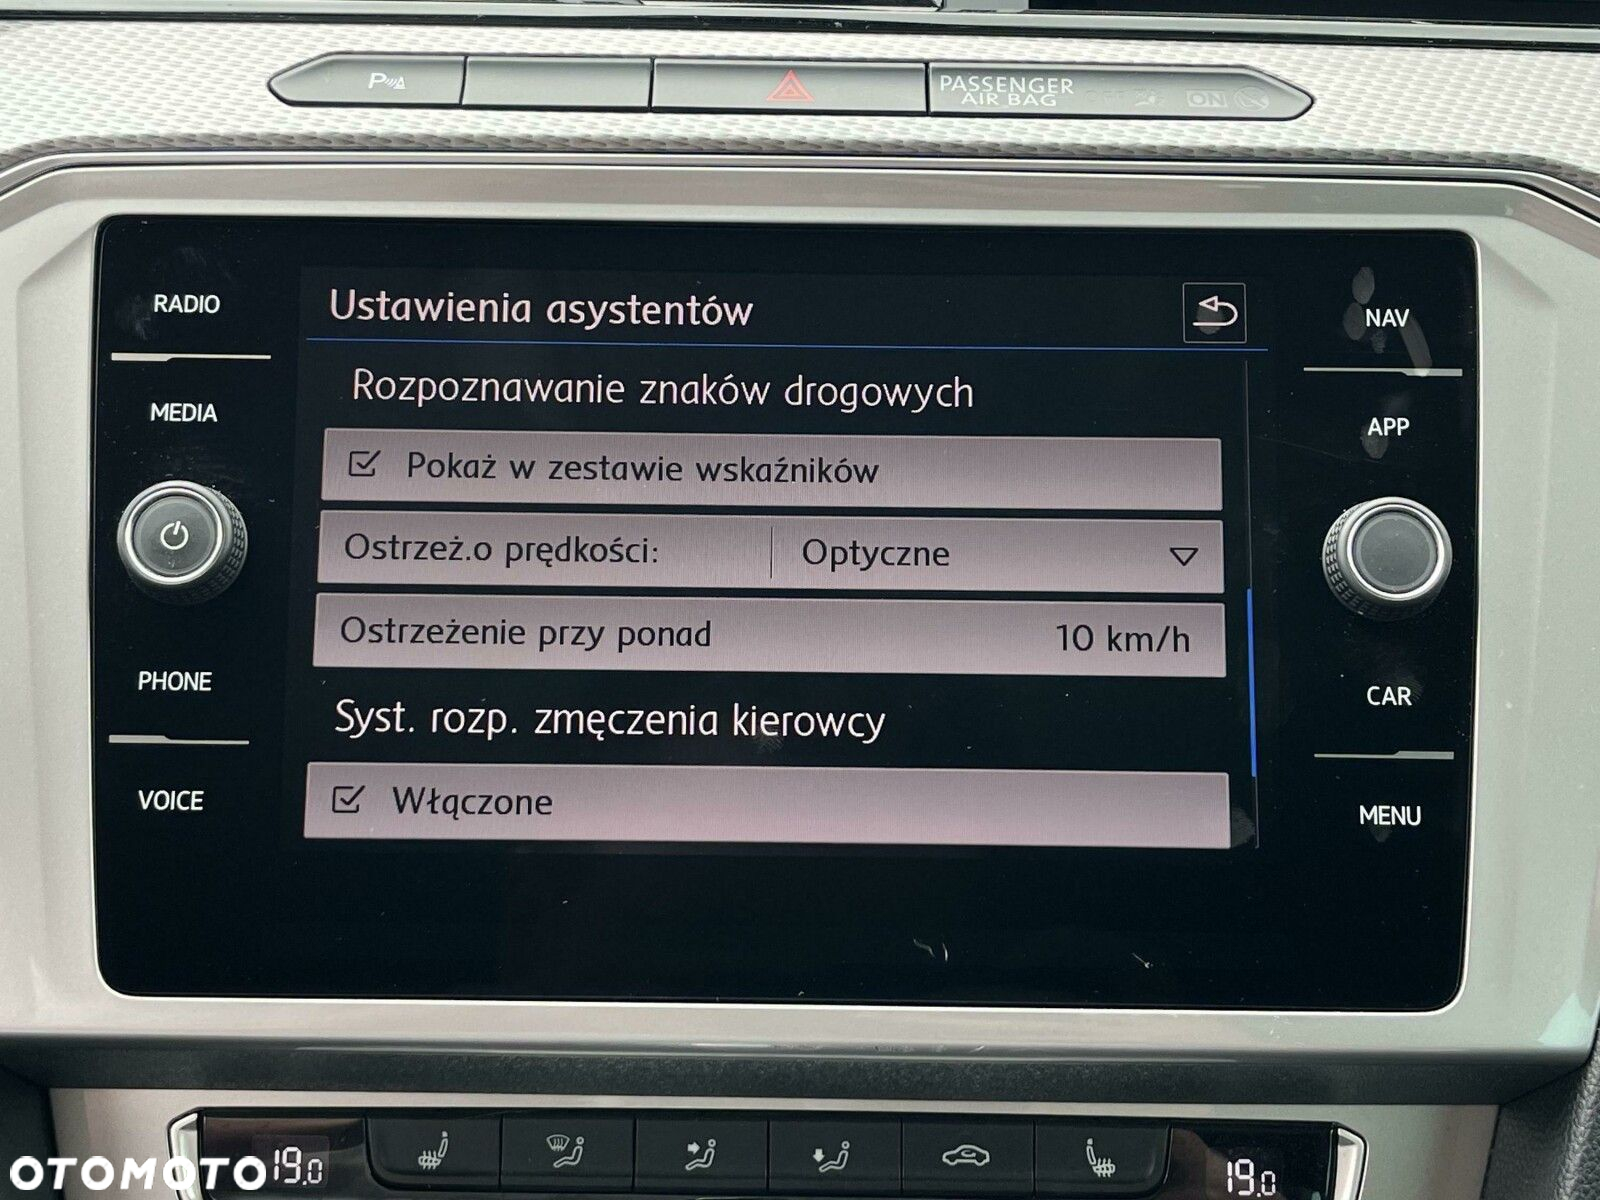 PASSENGER
AIR BAG
ON
RADIO
MEDIA
PHONE
VOICE
Ustawienia asystentów
Rozpoznawanie znaków drogowych
Pokaż w zestawie wskaźników
Ostrzeż.o prędkości: Optyczne
Ostrzeżenie przy ponad 10 km/h
Syst. rozp. zmęczenia kierowcy
Włączone
NAV
APP
CAR
MENU
19.0
19.0
OTOMOTO